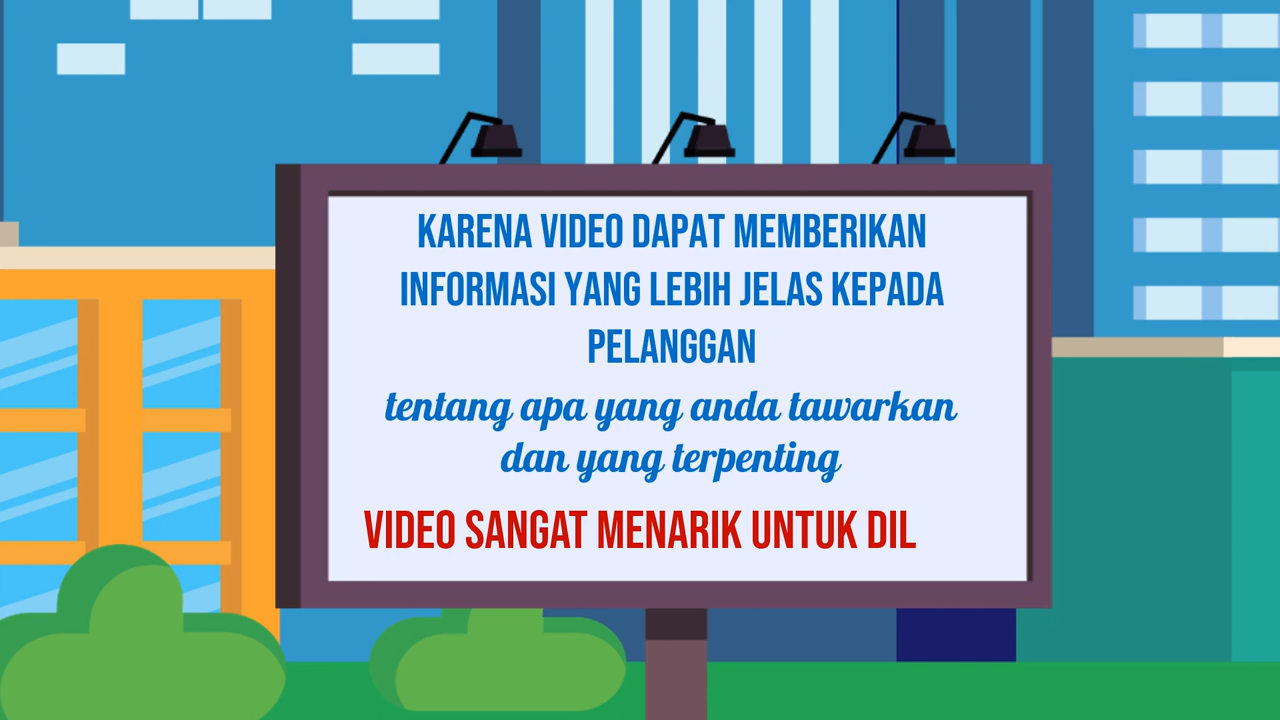 KARENA VIDEO DAPAT MEMBERIKAN
INFORMASI YANG LEBIH JELAS KEPADA
PELANGGAN
tentang apa yang anda tawarkan
dan yang terpenting
VIDEO SANGAT MENARIK UNTUK DIL